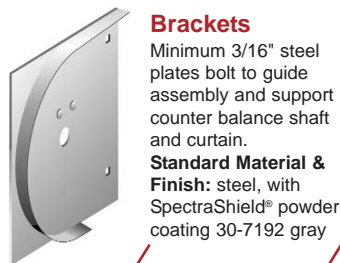 Brackets
Minimum 3/16" steel
plates bolt to guide
assembly and support
counter balance shaft
and curtain.
Standard Material &
Finish: steel, with
SpectraShield® powder
coating 30-7192 gray